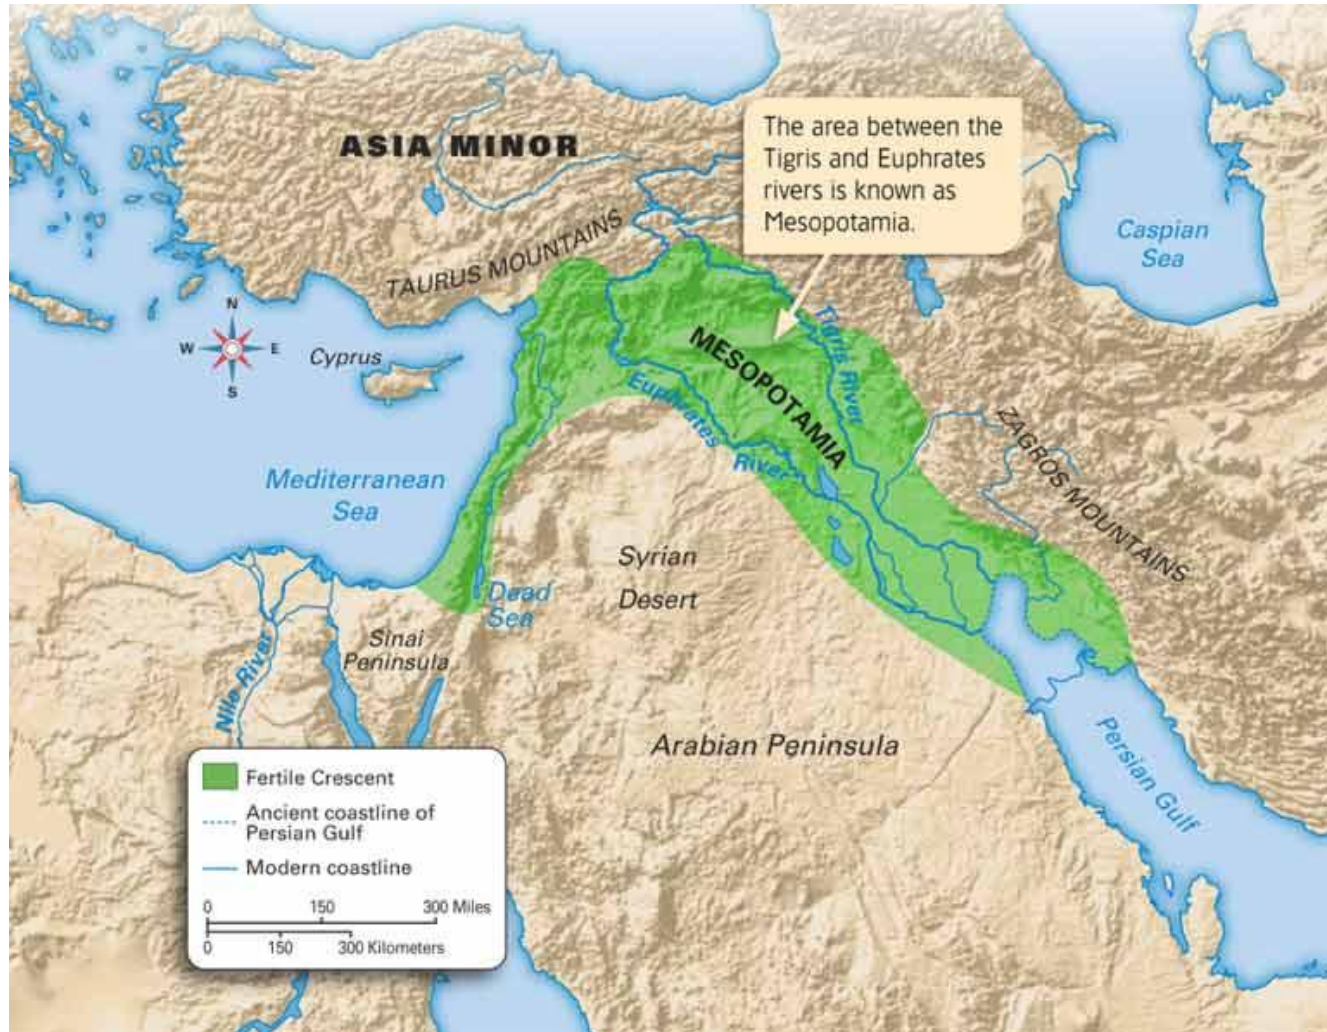 ASIA MINOR
The area between the
Tigris and Euphrates
rivers is known as
Mesopotamia.
Caspian
Sea
TAURUS MOUNTAINS
N
W
E
S
Cyprus
Tigris River
MESOPOTAMIA
Euphrates River
ZAGROS MOUNTAINS
Mediterranean
Sea
Syrian
Desert
Dead
Sea
Sinai
Peninsula
Nile River
Arabian Peninsula
Persian Gulf
Fertile Crescent
Ancient coastline of
Persian Gulf
Modern coastline
0 150 300 Miles
0 150 300 Kilometers